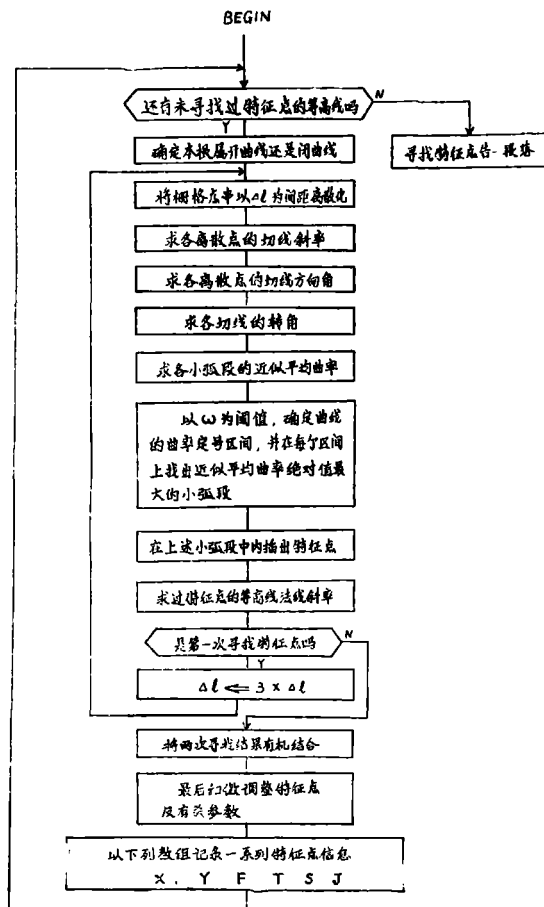 BEGIN
还有未寻找过特征点的等高线吗
N
Y
确定本根属开曲线还是闭曲线
寻找特征点告一段落
将栅格点串以Δl为间距离散化
求各离散点的切线斜率
求各离散点的切线方向角
求各切线的转角
求各小弧段的近似平均曲率
以ω为阈值，确定曲线
的曲率定号区间，并在每个区间
上找出近似平均曲率绝对值最
大的小弧段
在上述小弧段中内插出特征点
求过特征点的等高线法线斜率
是第一次寻找特征点吗
N
Y
Δl ⇐ 3 × Δl
将两次寻找结果有机结合
最后扫做调整特征点
及有关参数
以下列数组记录一系列特征点信息
X. Y F T S J